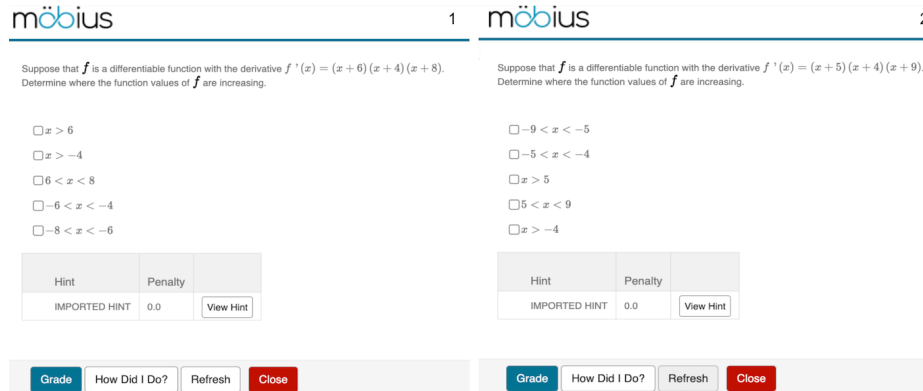 möbius
1
Suppose that f is a differentiable function with the derivative f '(x) = (x + 6) (x + 4) (x + 8).
Determine where the function values of f are increasing.
x > 6
x > −4
6 < x < 8
−6 < x < −4
−8 < x < −6
Hint Penalty
IMPORTED HINT 0.0 View Hint
Grade How Did I Do? Refresh Close
möbius
Suppose that f is a differentiable function with the derivative f '(x) = (x + 5) (x + 4) (x + 9).
Determine where the function values of f are increasing.
−9 < x < −5
−5 < x < −4
x > 5
5 < x < 9
x > −4
Hint Penalty
IMPORTED HINT 0.0 View Hint
Grade How Did I Do? Refresh Close